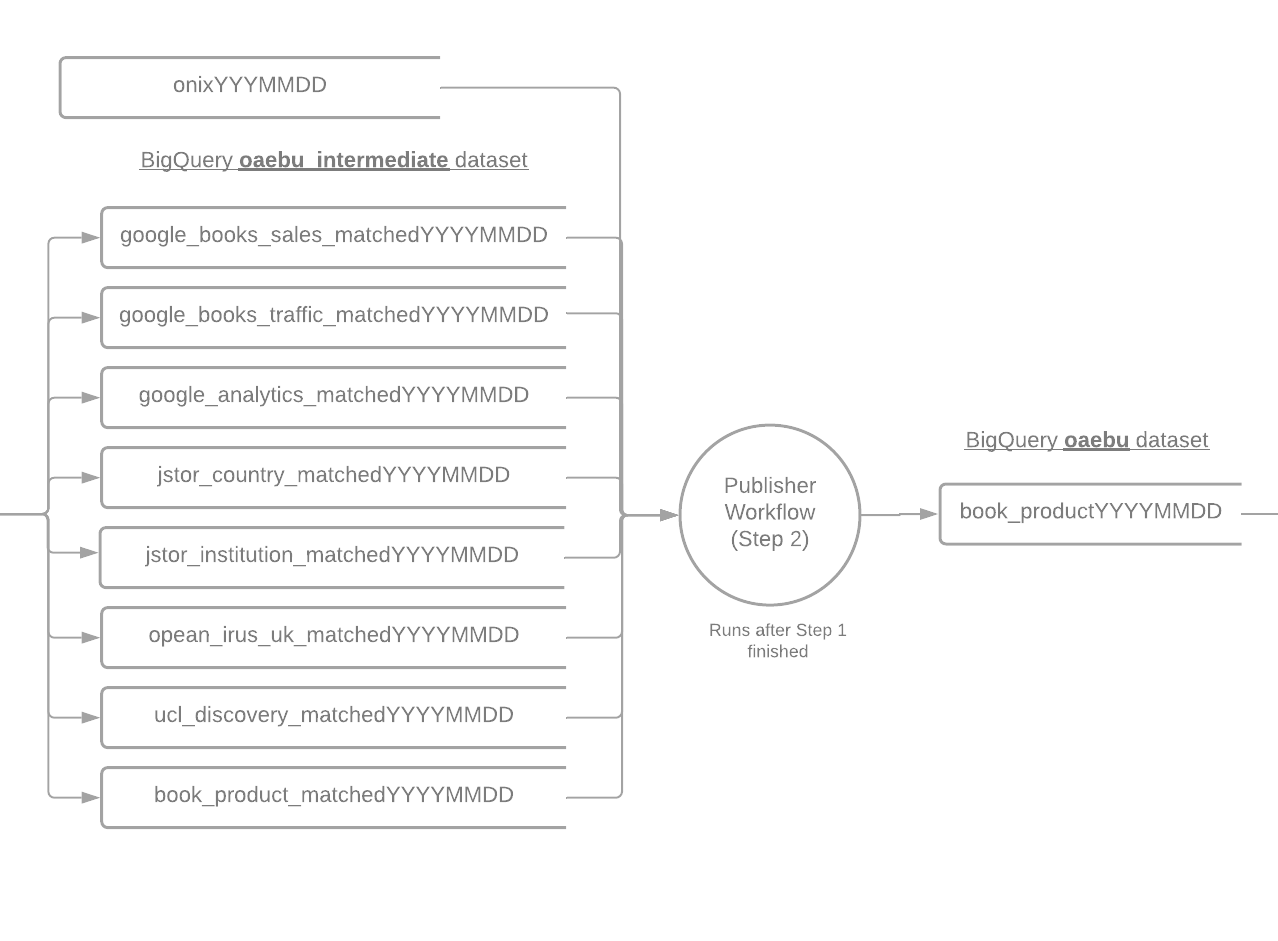 onixYYYMMDD
BigQuery oaebu_intermediate dataset
google_books_sales_matchedYYYYMMDD
google_books_traffic_matchedYYYYMMDD
google_analytics_matchedYYYYMMDD
jstor_country_matchedYYYYMMDD
jstor_institution_matchedYYYYMMDD
opean_irus_uk_matchedYYYYMMDD
ucl_discovery_matchedYYYYMMDD
book_product_matchedYYYYMMDD
Publisher
Workflow
(Step 2)
Runs after Step 1
finished
BigQuery oaebu dataset
book_productYYYYMMDD